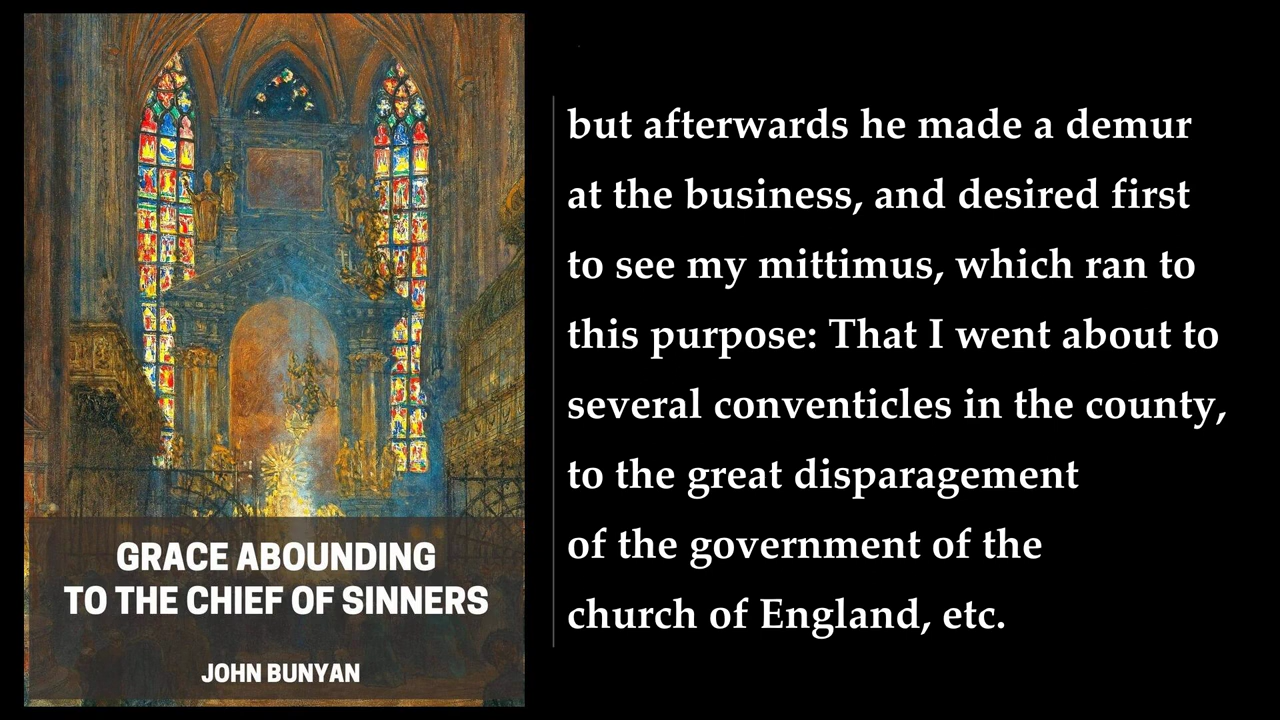 GRACE ABOUNDING
TO THE CHIEF OF SINNERS
JOHN BUNYAN
but afterwards he made a demur
at the business, and desired first
to see my mittimus, which ran to
this purpose: That I went about to
several conventicles in the county,
to the great disparagement
of the government of the
church of England, etc.